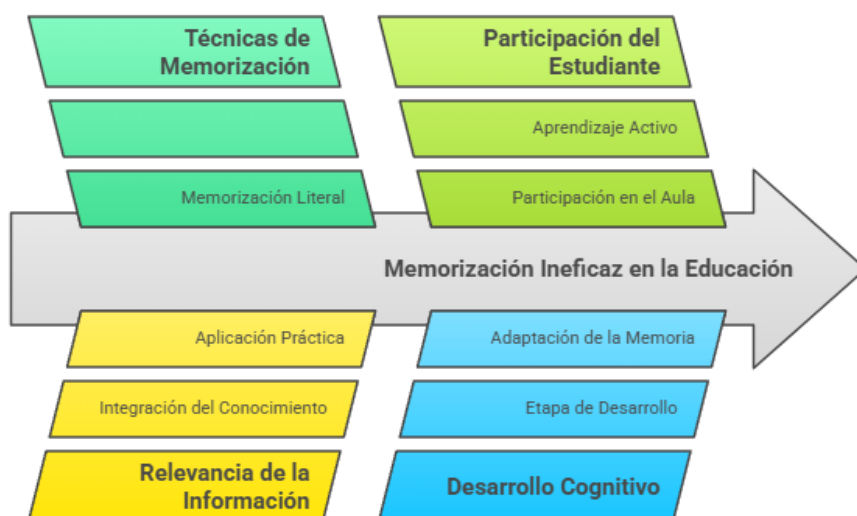 Técnicas de
Memorización
Memorización Literal
Participación del
Estudiante
Aprendizaje Activo
Participación en el Aula
Memorización Ineficaz en la Educación
Aplicación Práctica
Integración del Conocimiento
Relevancia de la
Información
Adaptación de la Memoria
Etapa de Desarrollo
Desarrollo Cognitivo